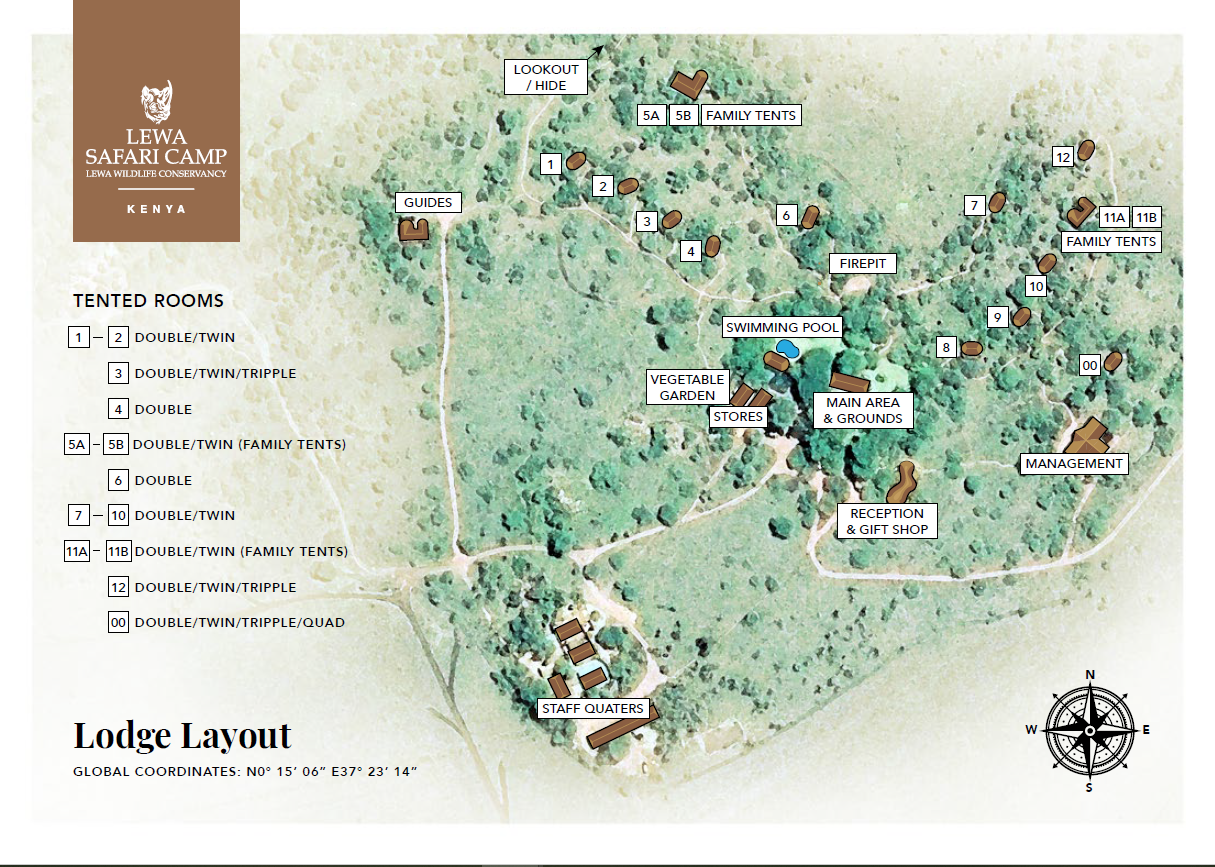 LEWA
SAFARI CAMP
LEWA WILDLIFE CONSERVANCY
KENYA
TENTED ROOMS
1 – 2 DOUBLE/TWIN
3 DOUBLE/TWIN/TRIPPLE
4 DOUBLE
5A – 5B DOUBLE/TWIN (FAMILY TENTS)
6 DOUBLE
7 – 10 DOUBLE/TWIN
11A – 11B DOUBLE/TWIN (FAMILY TENTS)
12 DOUBLE/TWIN/TRIPPLE
00 DOUBLE/TWIN/TRIPPLE/QUAD
Lodge Layout
GLOBAL COORDINATES: N0° 15’ 06” E37° 23’ 14”
LOOKOUT
/ HIDE
5A 5B FAMILY TENTS
1
2
3
4
GUIDES
6
7
12
11A 11B
FAMILY TENTS
FIREPIT
10
9
8
00
SWIMMING POOL
VEGETABLE
GARDEN
STORES
MAIN AREA
& GROUNDS
MANAGEMENT
RECEPTION
& GIFT SHOP
STAFF QUATERS
N
W E
S